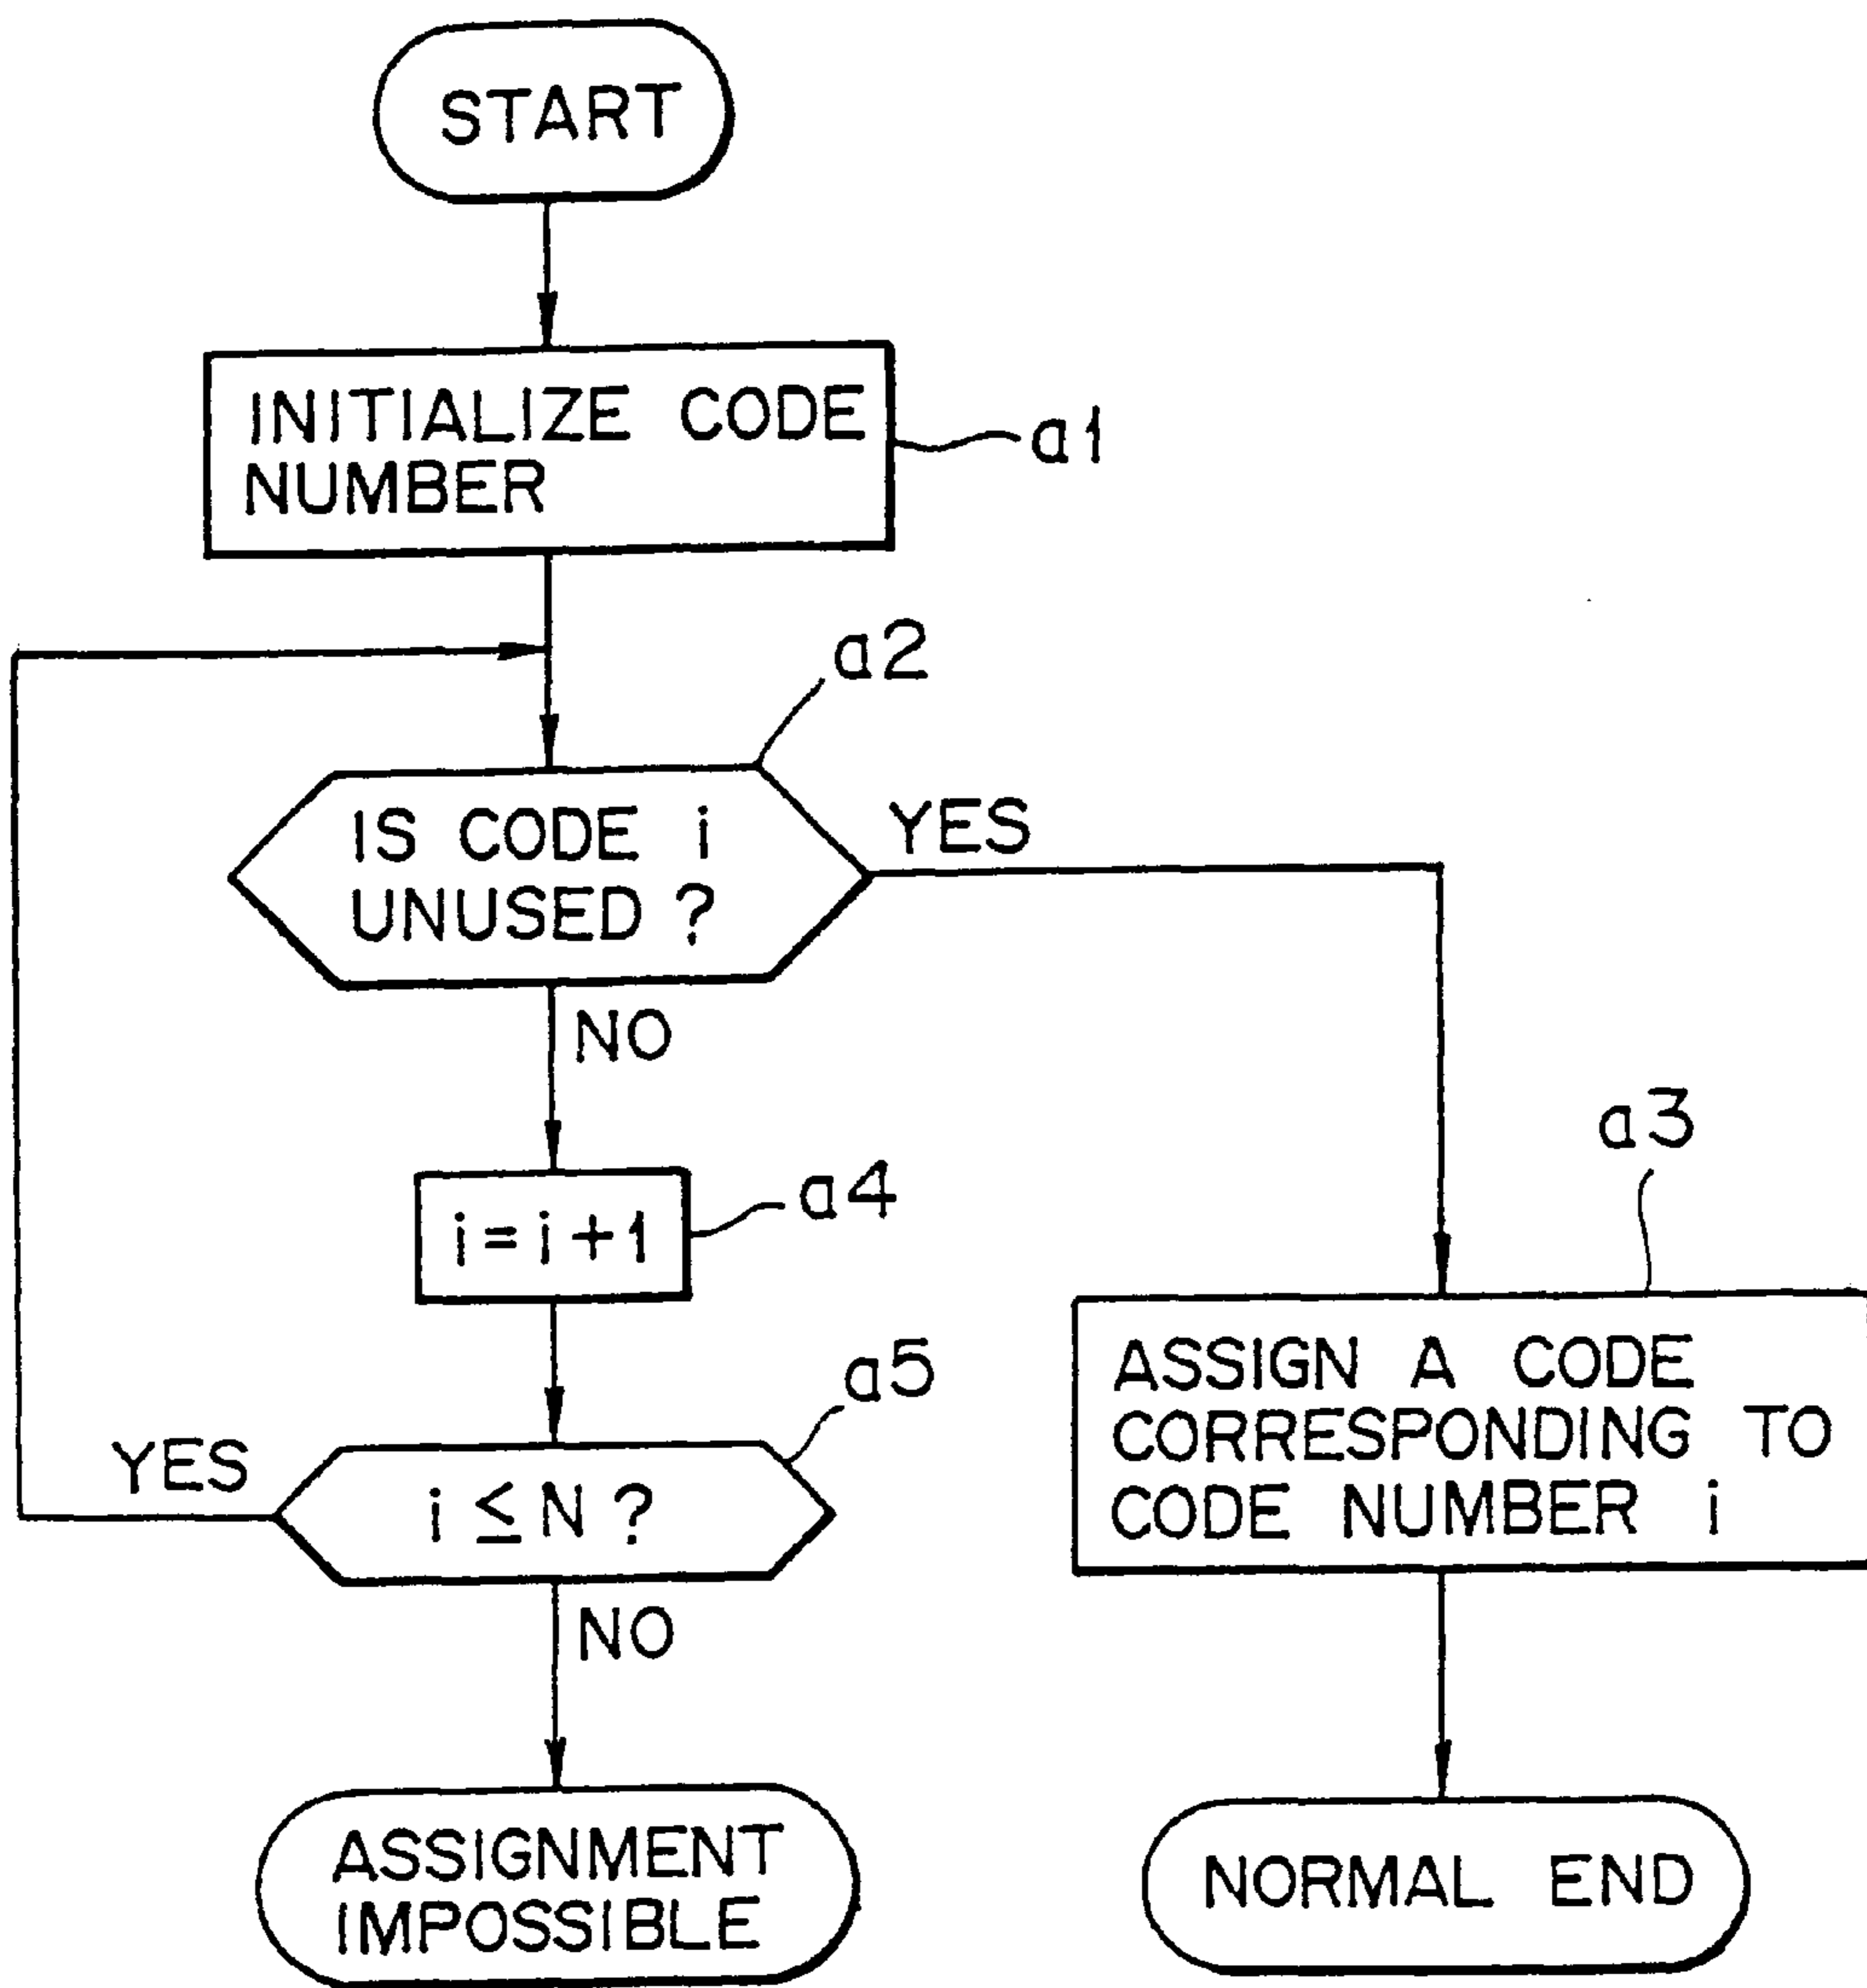 START
INITIALIZE CODE
NUMBER
a1
a2
IS CODE i
UNUSED ?
YES
NO
a3
a4
i=i+1
ASSIGN A CODE
CORRESPONDING TO
CODE NUMBER i
a5
YES
i ≤ N ?
NO
ASSIGNMENT
IMPOSSIBLE
NORMAL END